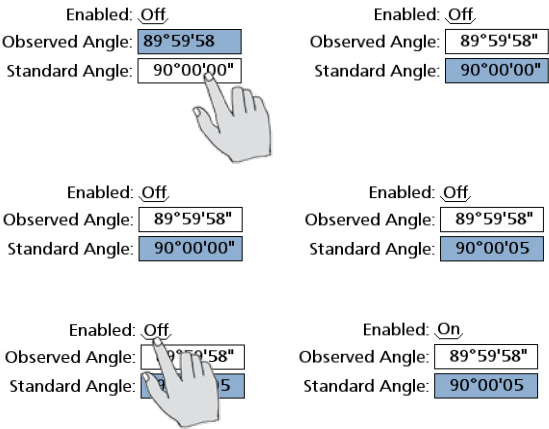 Enabled: Off
Observed Angle: 89°59'58
Standard Angle: 90°00'00"
Enabled: Off
Observed Angle: 89°59'58"
Standard Angle: 90°00'00"
Enabled: Off
Observed Angle: 89°59'58"
Standard Angle: 90°00'00"
Enabled: Off
Observed Angle: 89°59'58"
Standard Angle: 90°00'05
Enabled: Off
Observed Angle:
Standard Angle:
Enabled: On
Observed Angle: 89°59'58"
Standard Angle: 90°00'05